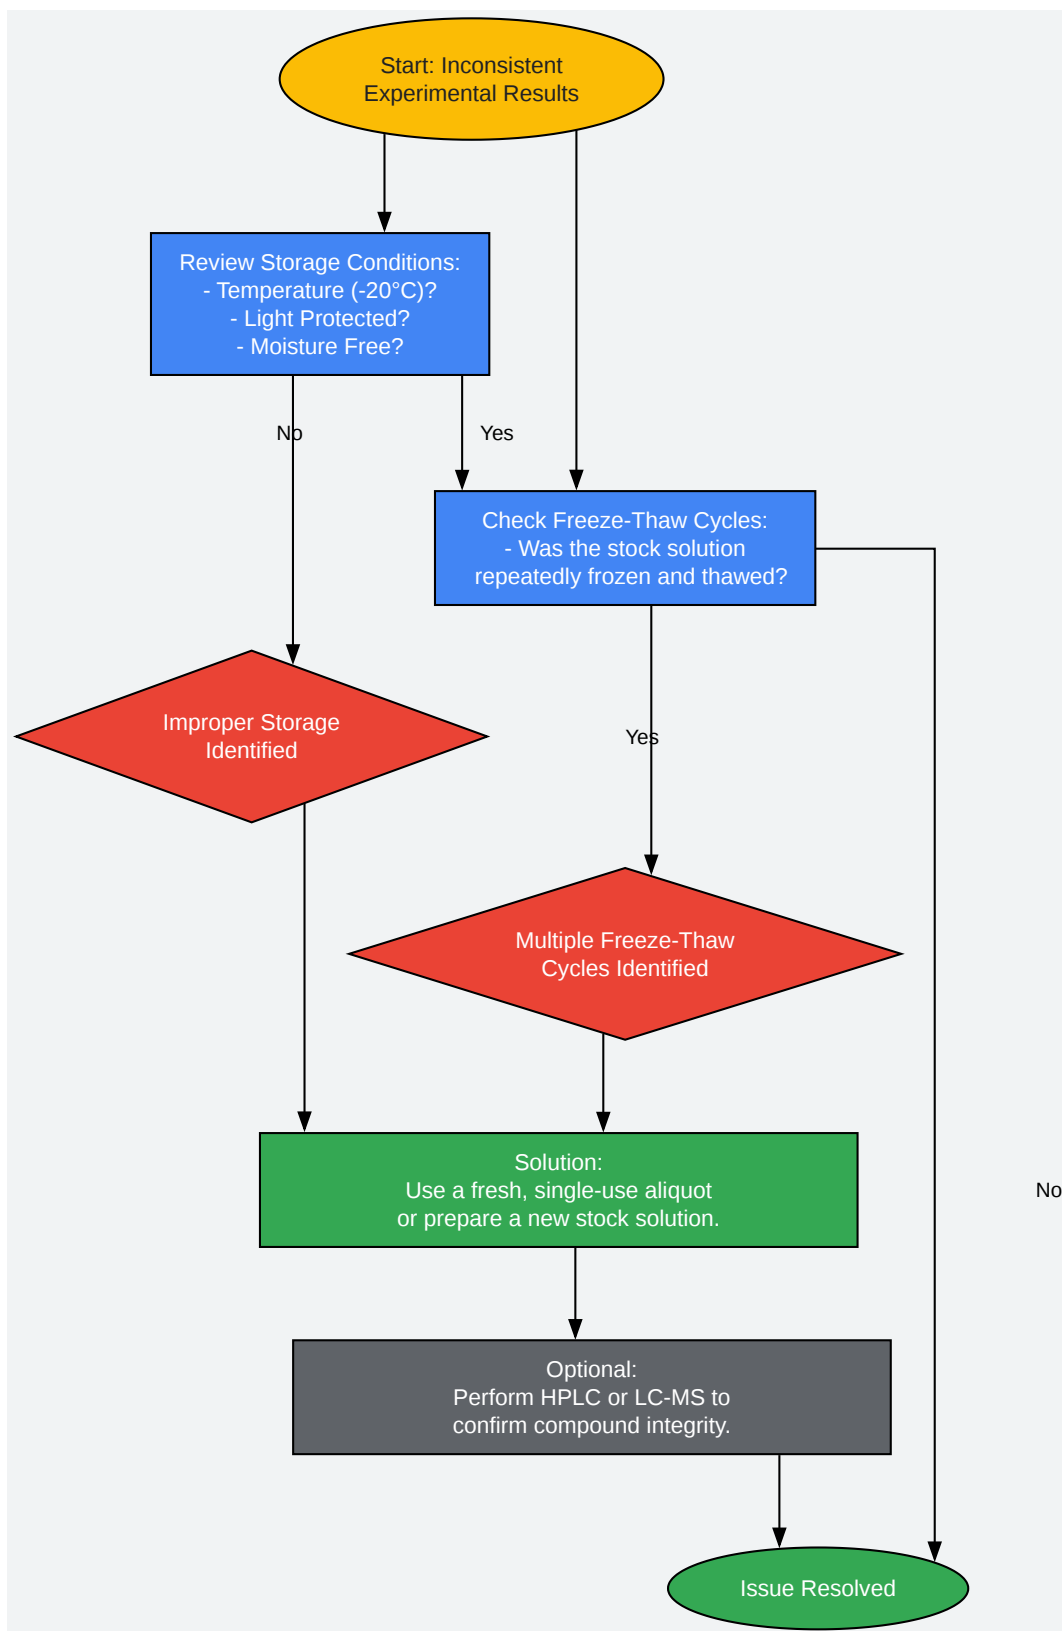 Start: Inconsistent
Experimental Results
Review Storage Conditions:
- Temperature (-20°C)?
- Light Protected?
- Moisture Free?
No
Yes
Check Freeze-Thaw Cycles:
- Was the stock solution
repeatedly frozen and thawed?
Improper Storage
Identified
Yes
Multiple Freeze-Thaw
Cycles Identified
Solution:
Use a fresh, single-use aliquot
or prepare a new stock solution.
No
Optional:
Perform HPLC or LC-MS to
confirm compound integrity.
Issue Resolved